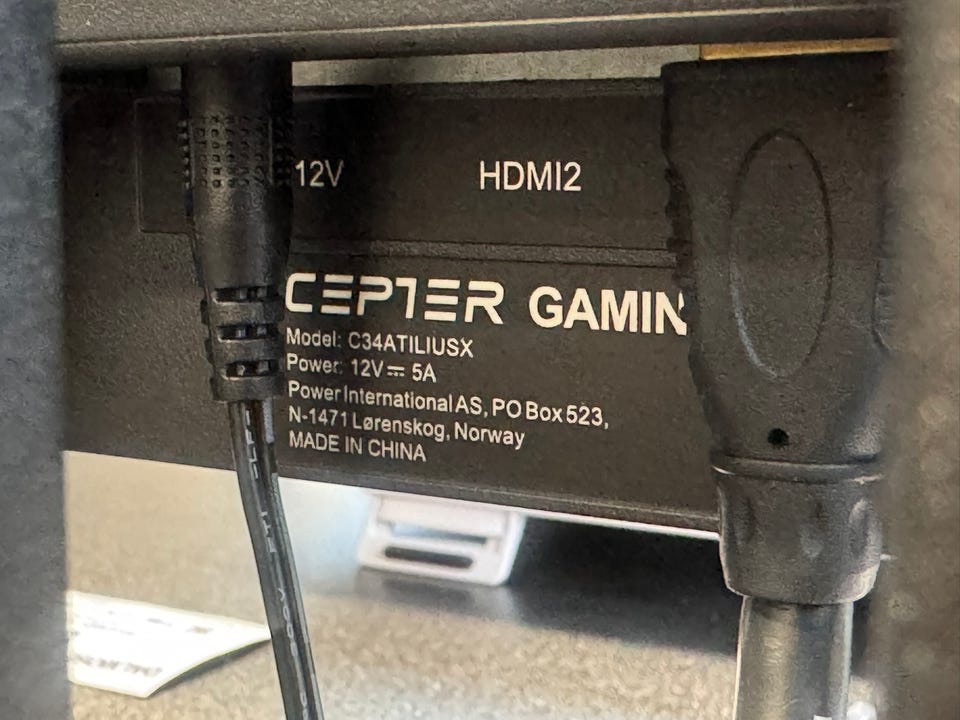 12V
HDMI2
CEPTER GAMIN
Model: C34ATILIUSX
Power: 12V⎓ 5A
Power International AS, PO Box 523,
N-1471 Lørenskog, Norway
MADE IN CHINA